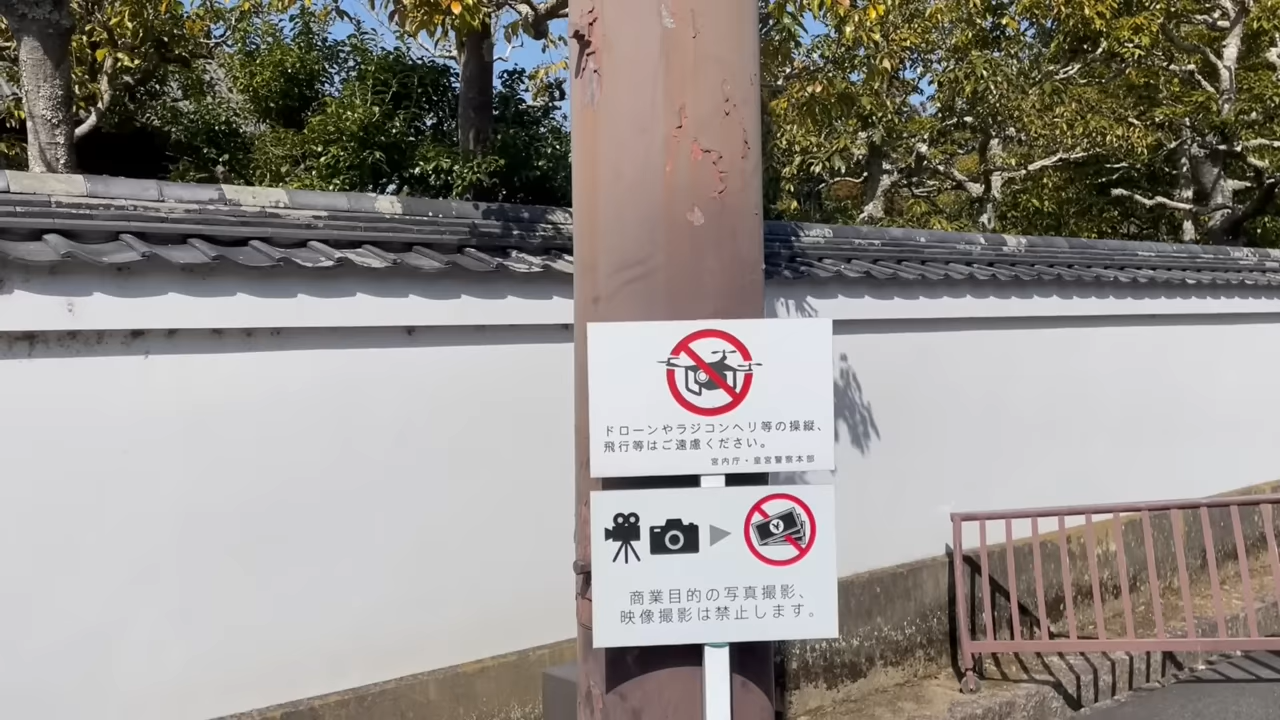 ドローンやラジコンヘリ等の操縦、
飛行等はご遠慮ください。
宮内庁・皇宮警察本部
¥
商業目的の写真撮影、
映像撮影は禁止します。